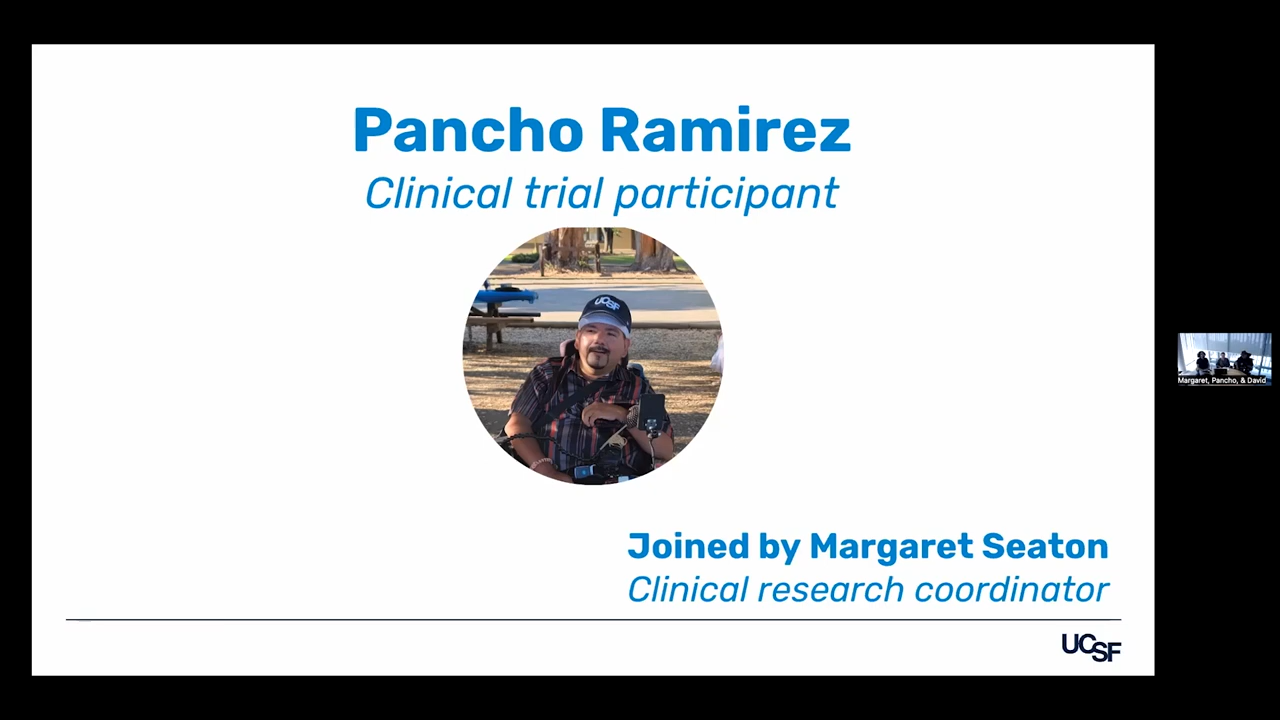 Pancho Ramirez
Clinical trial participant
UCSF
Joined by Margaret Seaton
Clinical research coordinator
UCSF
Margaret, Pancho, & David